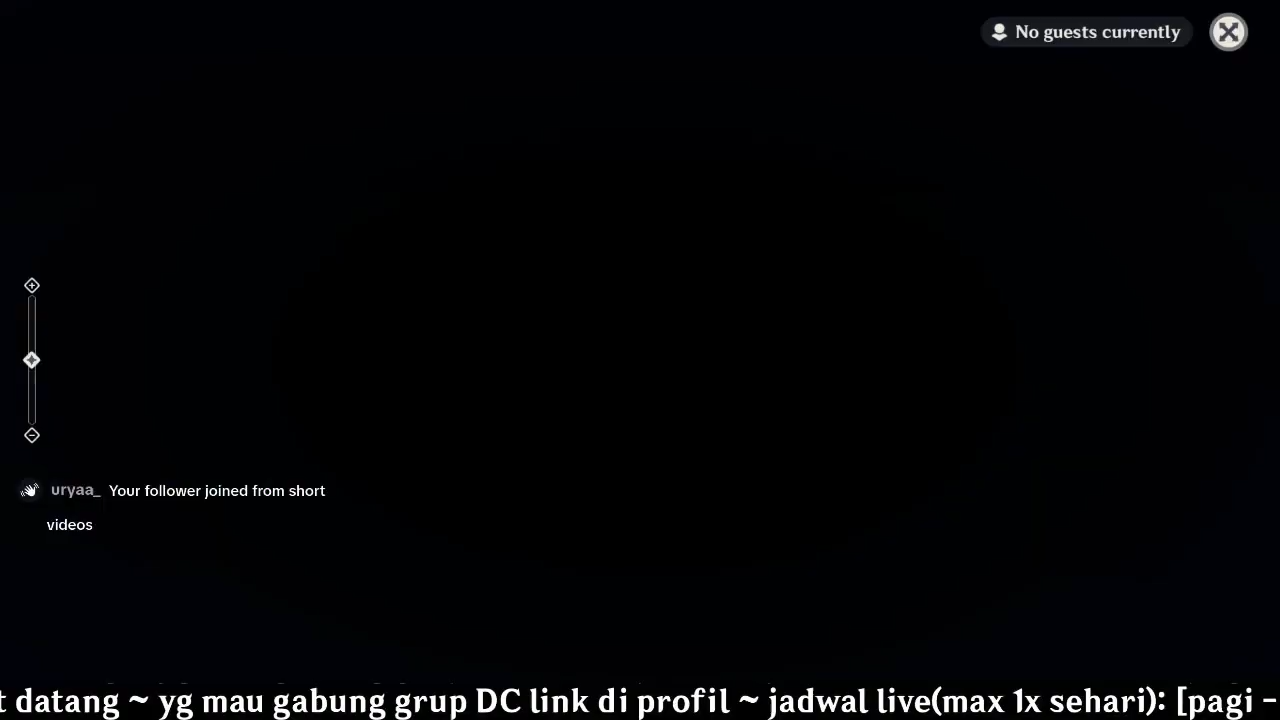 No guests currently
uryaa_ Your follower joined from short
videos
t datang ~ yg mau gabung grup DC link di profil ~ jadwal live(max 1x sehari): [pagi -